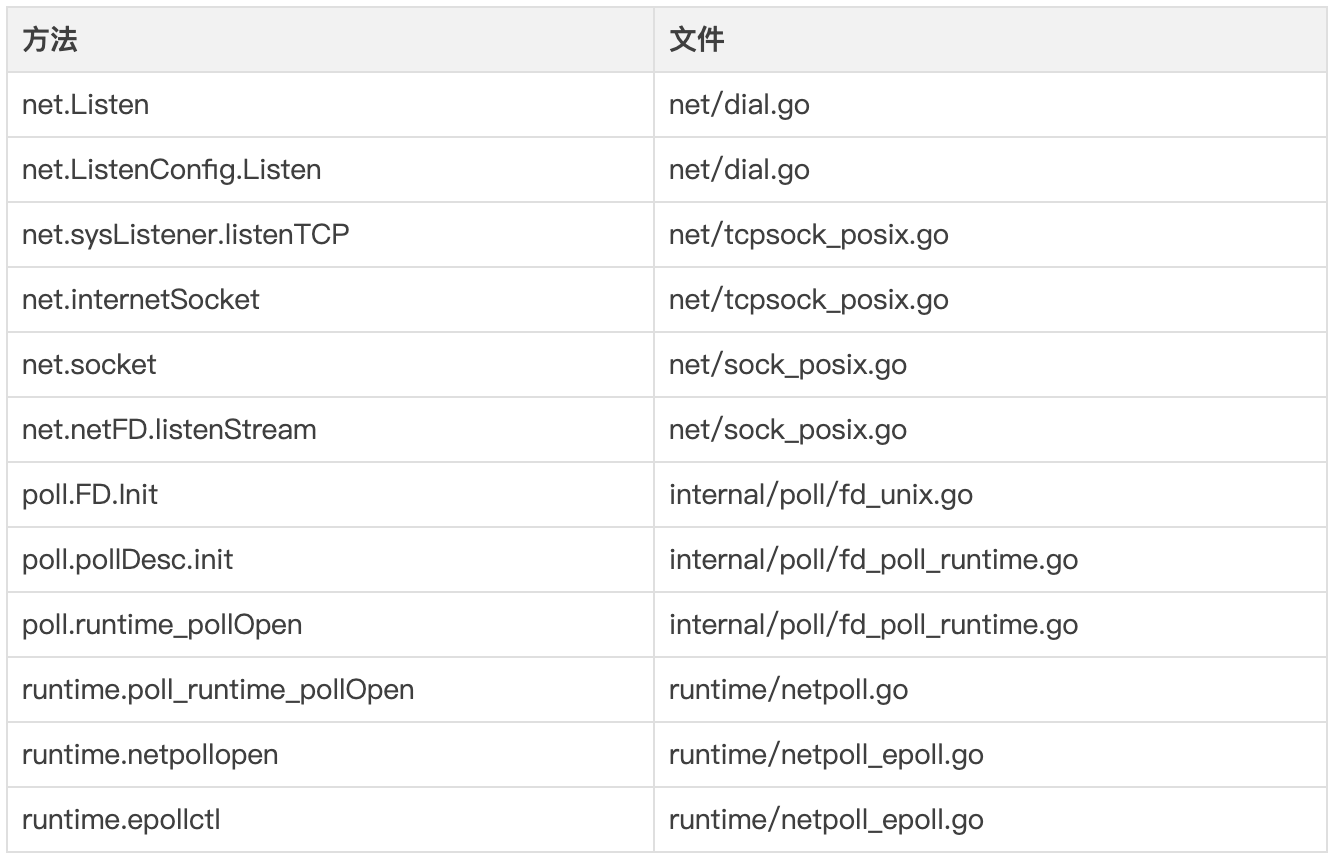 方法 文件
net.Listen net/dial.go
net.ListenConfig.Listen net/dial.go
net.sysListener.listenTCP net/tcpsock_posix.go
net.internetSocket net/tcpsock_posix.go
net.socket net/sock_posix.go
net.netFD.listenStream net/sock_posix.go
poll.FD.Init internal/poll/fd_unix.go
poll.pollDesc.init internal/poll/fd_poll_runtime.go
poll.runtime_pollOpen internal/poll/fd_poll_runtime.go
runtime.poll_runtime_pollOpen runtime/netpoll.go
runtime.netpollopen runtime/netpoll_epoll.go
runtime.epollctl runtime/netpoll_epoll.go